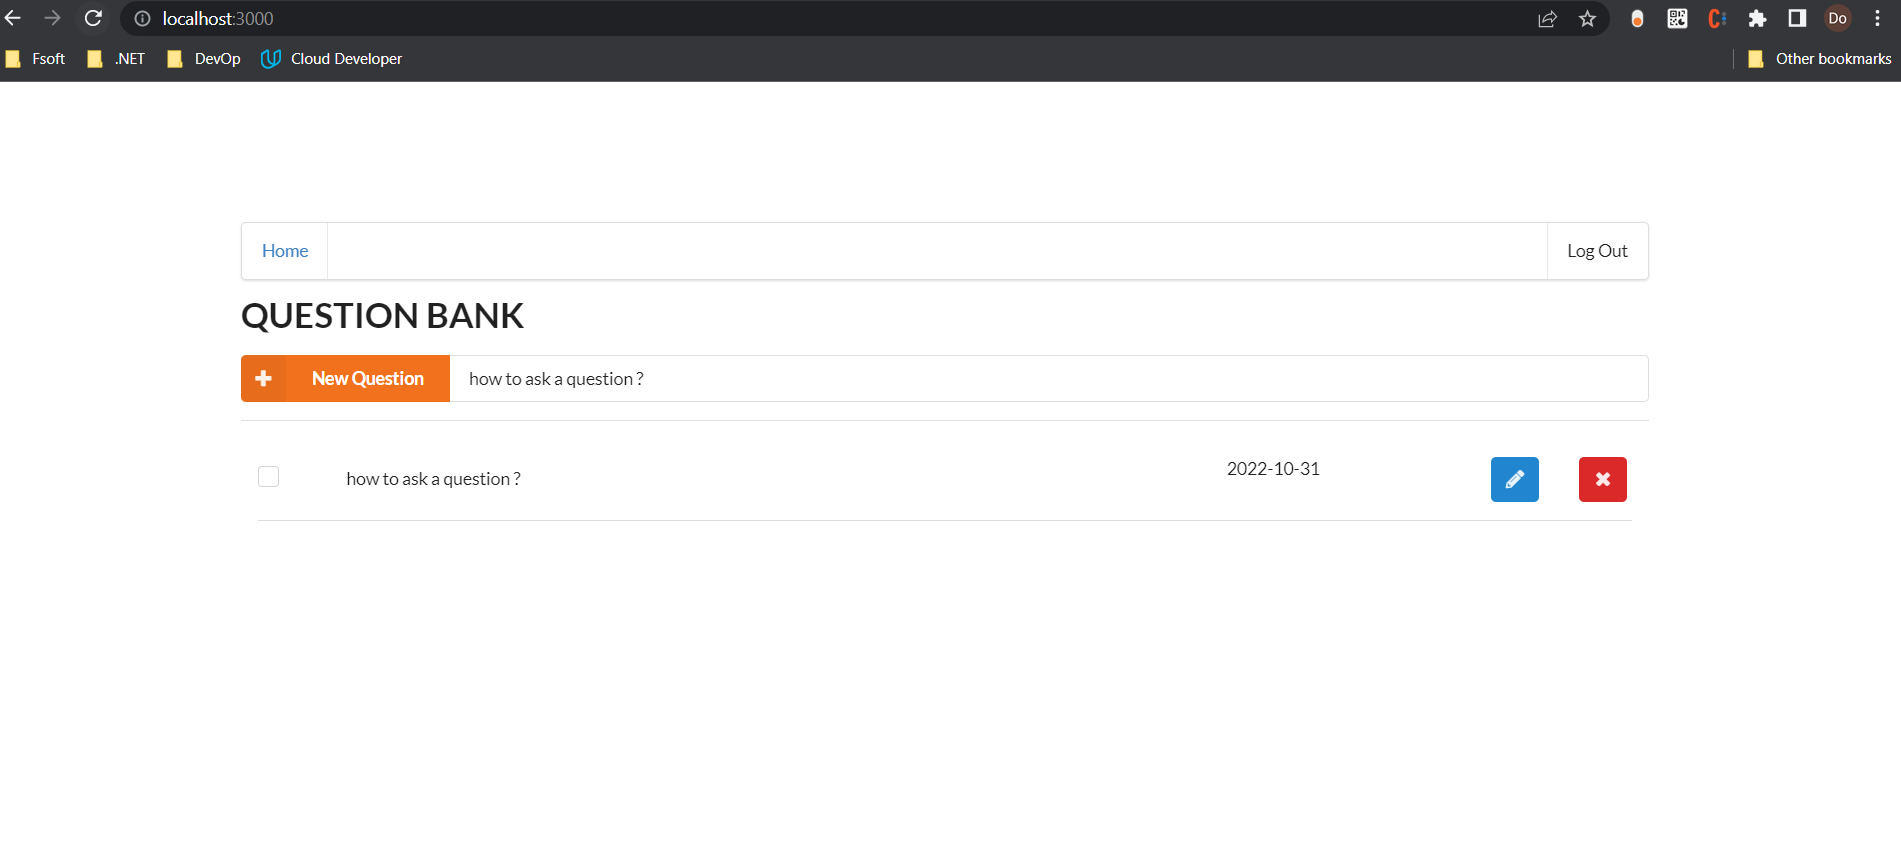 localhost:3000
Do
Fsoft .NET DevOp Cloud Developer Other bookmarks
Home Log Out
QUESTION BANK
New Question how to ask a question ?
how to ask a question ? 2022-10-31